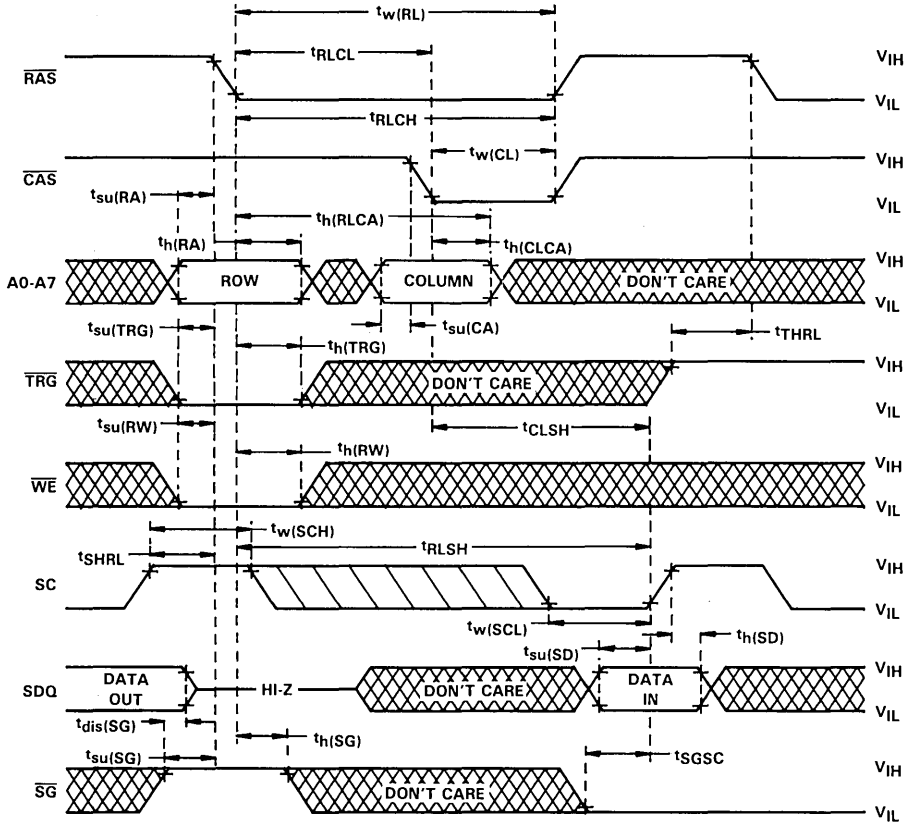 tw(RL)
tRLCL
RAS
VIH
VIL
tRLCH
tw(CL)
CAS
VIH
VIL
tsu(RA)
th(RLCA)
th(RA)
th(CLCA)
A0-A7
ROW
COLUMN
DON'T CARE
VIH
VIL
tsu(TRG)
th(TRG)
tsu(CA)
tTHRL
TRG
DON'T CARE
VIH
VIL
tsu(RW)
th(RW)
tCLSH
WE
VIH
VIL
tw(SCH)
tSHRL
tRLSH
SC
VIH
VIL
tw(SCL)
tsu(SD)
th(SD)
SDQ
DATA
OUT
HI-Z
DON'T CARE
DATA
IN
VIH
VIL
tdis(SG)
th(SG)
tsu(SG)
tSGSC
SG
DON'T CARE
VIH
VIL